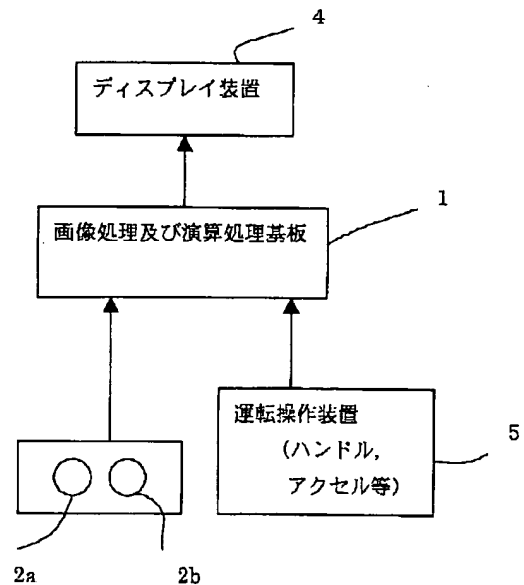 4
ディスプレイ装置
1
画像処理及び演算処理基板
運転操作装置
(ハンドル,
アクセル等)
5
2a
2b